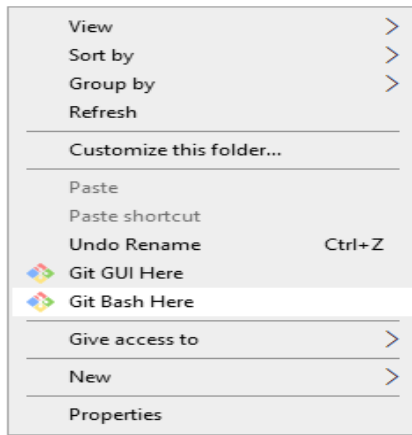 View
Sort by
Group by
Refresh
Customize this folder...
Paste
Paste shortcut
Undo Rename Ctrl+Z
Git GUI Here
Git Bash Here
Give access to
New
Properties